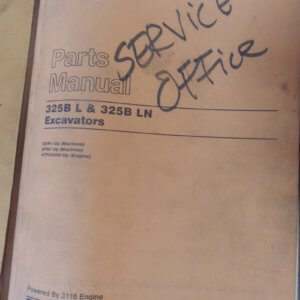 Parts
Manual
SERVICE
OFFICE
325B L & 325B LN
Excavators
Powered By 3116 Engine